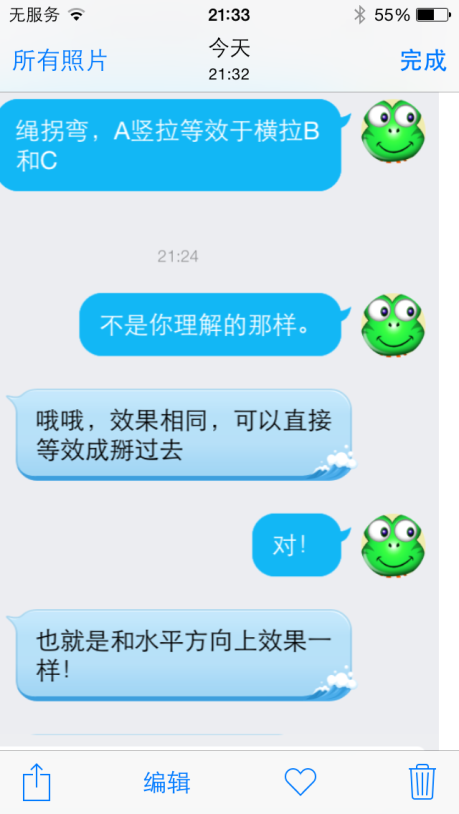 无服务 21:33 55%
所有照片 今天 完成
21:32
绳拐弯，A竖拉等效于横拉B
和C
21:24
不是你理解的那样。
哦哦，效果相同，可以直接
等效成掰过去
对！
也就是和水平方向上效果一
样！
编辑